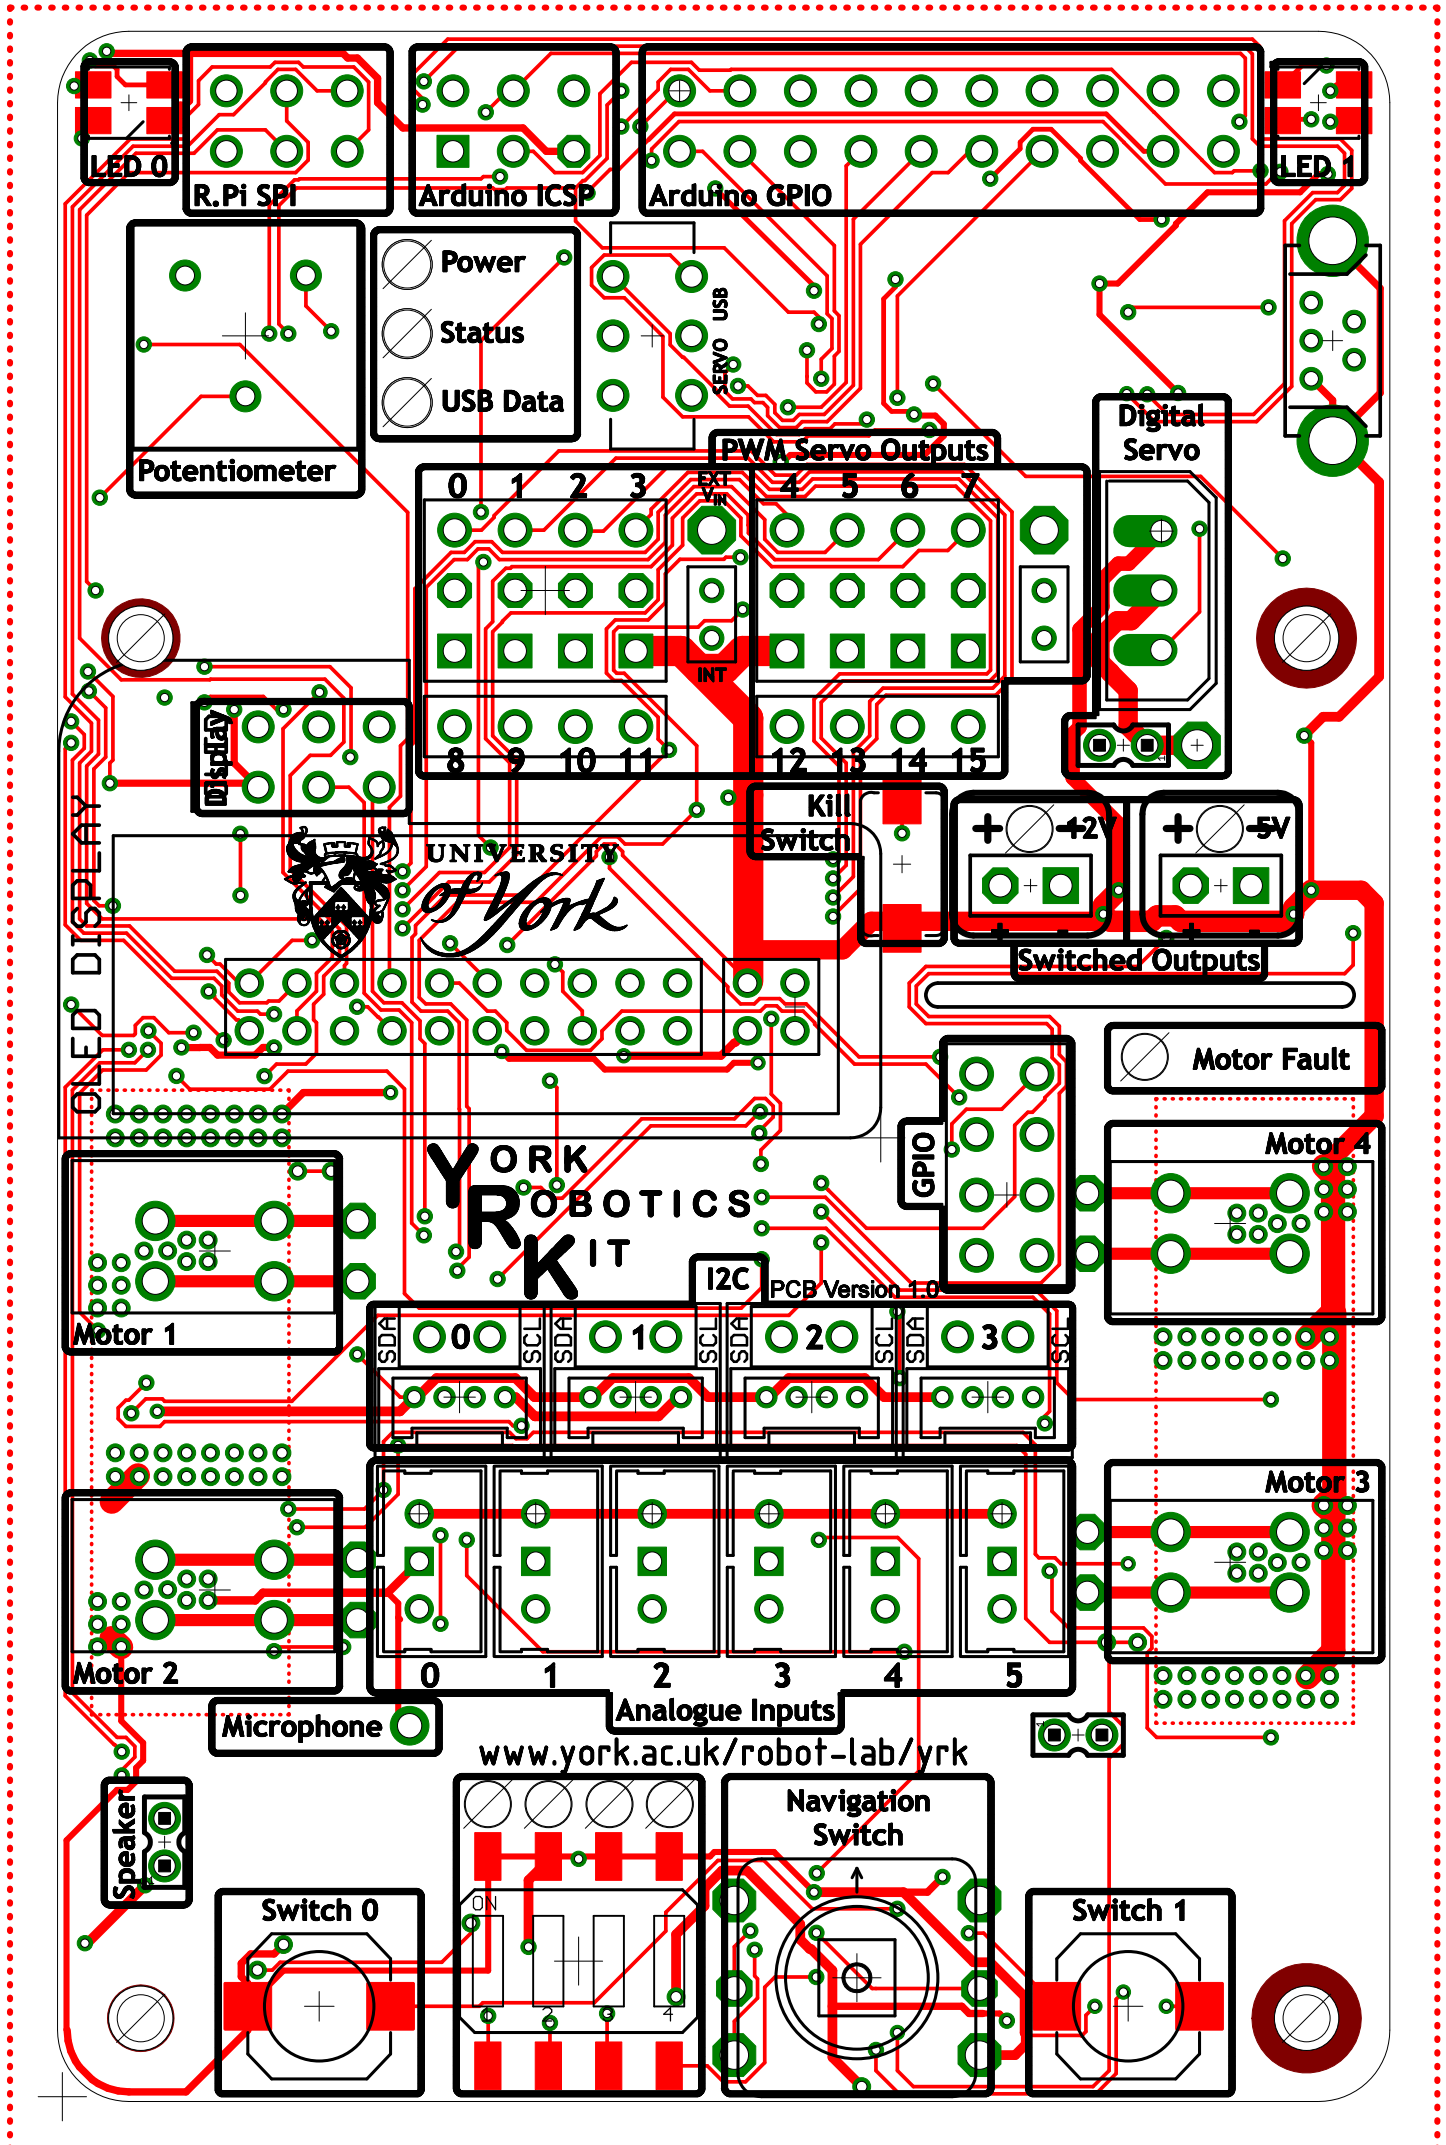 LED 0
R.Pi SPI
Arduino ICSP
Arduino GPIO
LED 1
Power
Status
USB Data
SERVO USB
Potentiometer
Digital
Servo
PWM Servo Outputs
0 1 2 3
EXT
VIN
4 5 6 7
INT
8 9 10 11
12 13 14 15
Display
Kill
Switch
+ 12V
+ 5V
+ -
+ -
Switched Outputs
OLED DISPLAY
UNIVERSITY
of York
Motor Fault
GPIO
Motor 4
YORK
ROBOTICS
KIT
I2C
PCB Version 1.0
Motor 1
SDA 0 SCL
SDA 1 SCL
SDA 2 SCL
SDA 3 SCL
Motor 3
Motor 2
0 1 2 3 4 5
Analogue Inputs
Microphone
www.york.ac.uk/robot-lab/yrk
Speaker
Navigation
Switch
Switch 0
ON
1 2 3 4
Switch 1